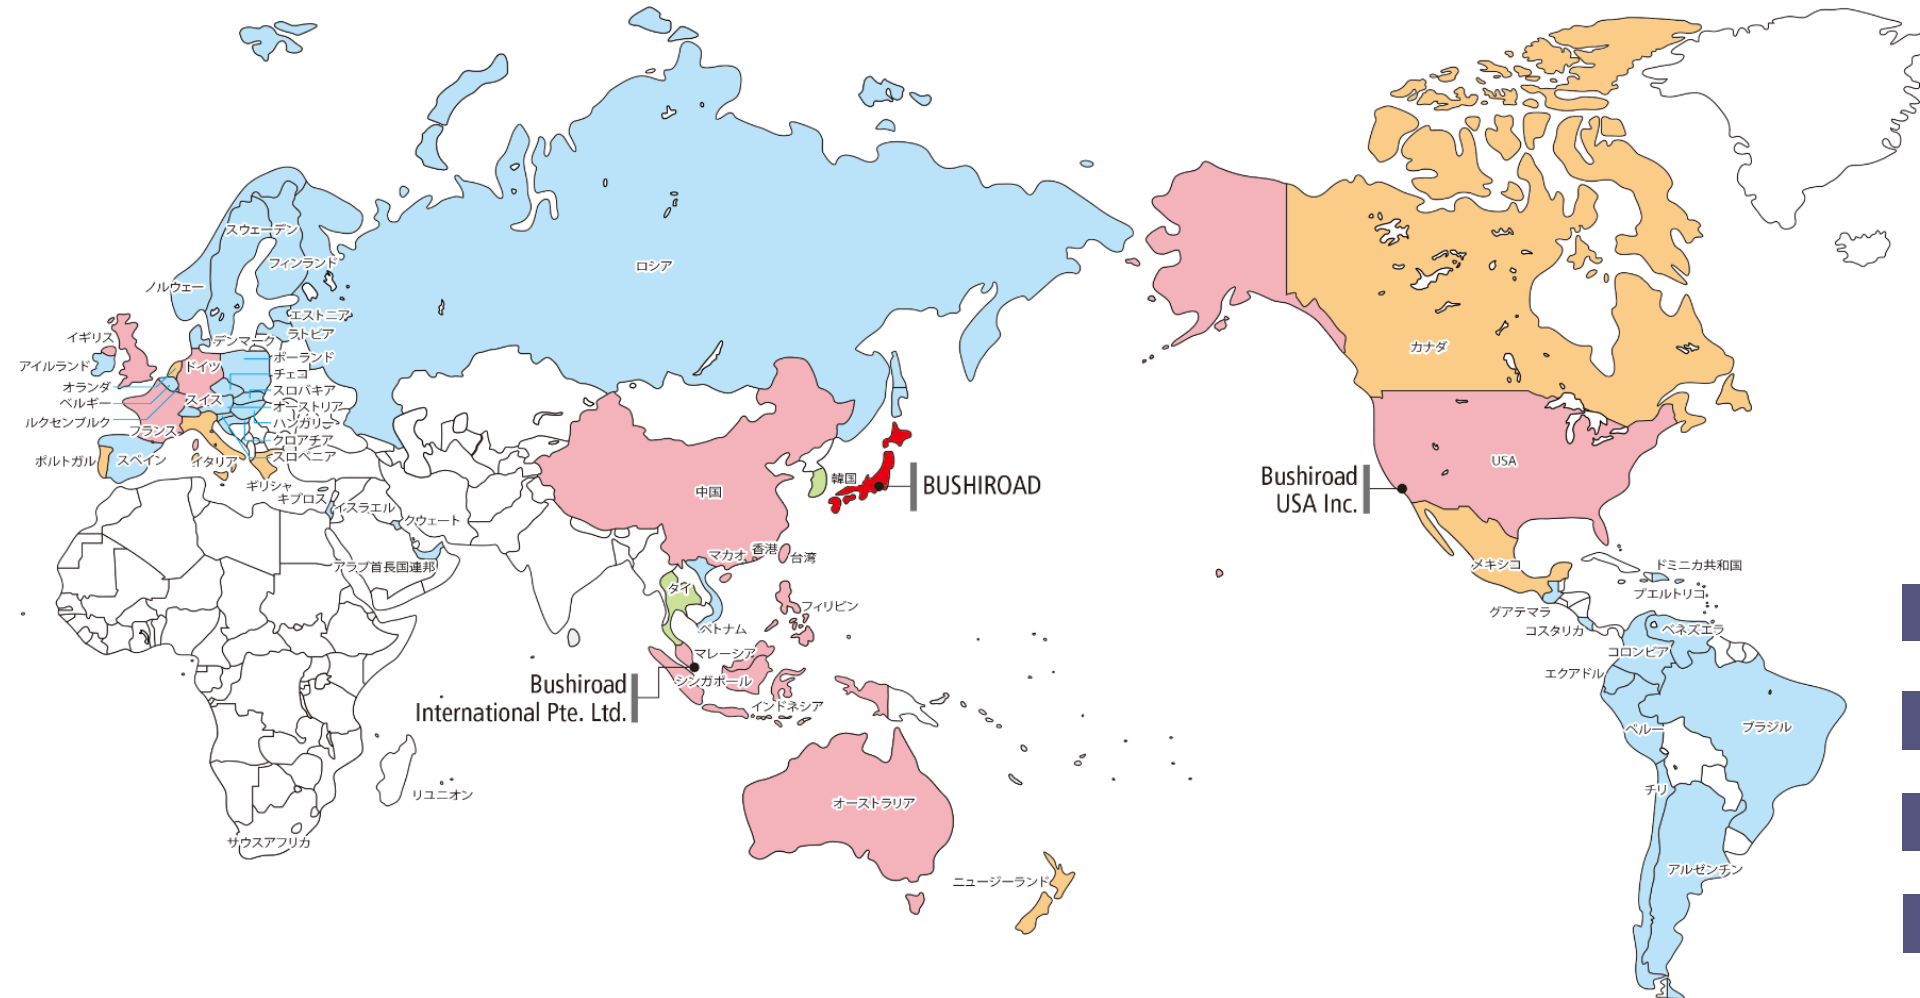 スウェーデン
フィンランド
ノルウェー
ロシア
エストニア
ラトビア
イギリス
デンマーク
アイルランド
ドイツ
ポーランド
チェコ
オランダ
スロバキア
ベルギー
スイス
オーストリア
ルクセンブルク
フランス
ハンガリー
クロアチア
スロベニア
ポルトガル
スペイン
イタリア
ギリシャ
キプロス
イスラエル
クウェート
アラブ首長国連邦
リユニオン
サウスアフリカ
中国
韓国
BUSHIROAD
マカオ
香港
台湾
タイ
フィリピン
ベトナム
マレーシア
シンガポール
インドネシア
Bushiroad
International Pte. Ltd.
オーストラリア
ニュージーランド
カナダ
USA
Bushiroad
USA Inc.
メキシコ
ドミニカ共和国
プエルトリコ
グアテマラ
コスタリカ
ベネズエラ
コロンビア
エクアドル
ペルー
ブラジル
チリ
アルゼンチン